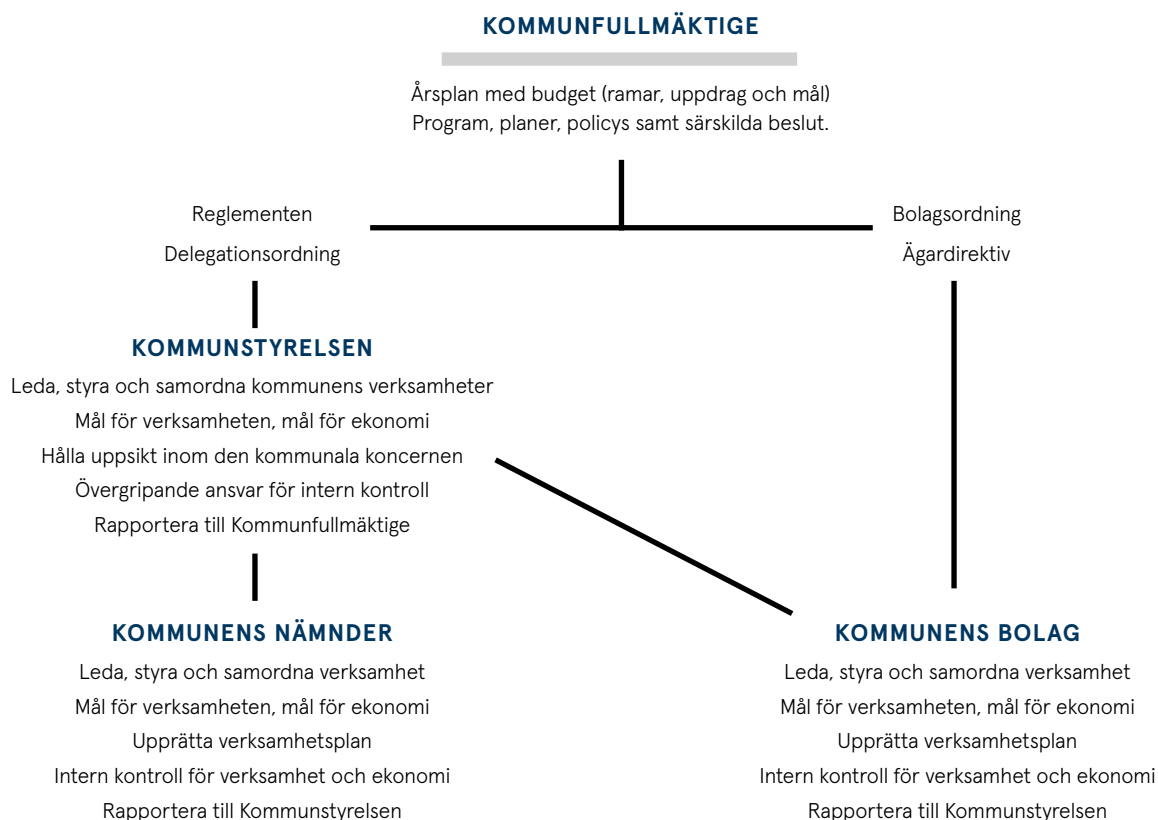 KOMMUNFULLMÄKTIGE
Årsplan med budget (ramar, uppdrag och mål)
Program, planer, policys samt särskilda beslut.
Reglementen
Delegationsordning
Bolagsordning
Ägardirektiv
KOMMUNSTYRELSEN
Leda, styra och samordna kommunens verksamheter
Mål för verksamheten, mål för ekonomi
Hålla uppsikt inom den kommunala koncernen
Övergripande ansvar för intern kontroll
Rapportera till Kommunfullmäktige
KOMMUNENS NÄMNDER
Leda, styra och samordna verksamhet
Mål för verksamheten, mål för ekonomi
Upprätta verksamhetsplan
Intern kontroll för verksamhet och ekonomi
Rapportera till Kommunstyrelsen
KOMMUNENS BOLAG
Leda, styra och samordna verksamhet
Mål för verksamheten, mål för ekonomi
Upprätta verksamhetsplan
Intern kontroll för verksamhet och ekonomi
Rapportera till Kommunstyrelsen